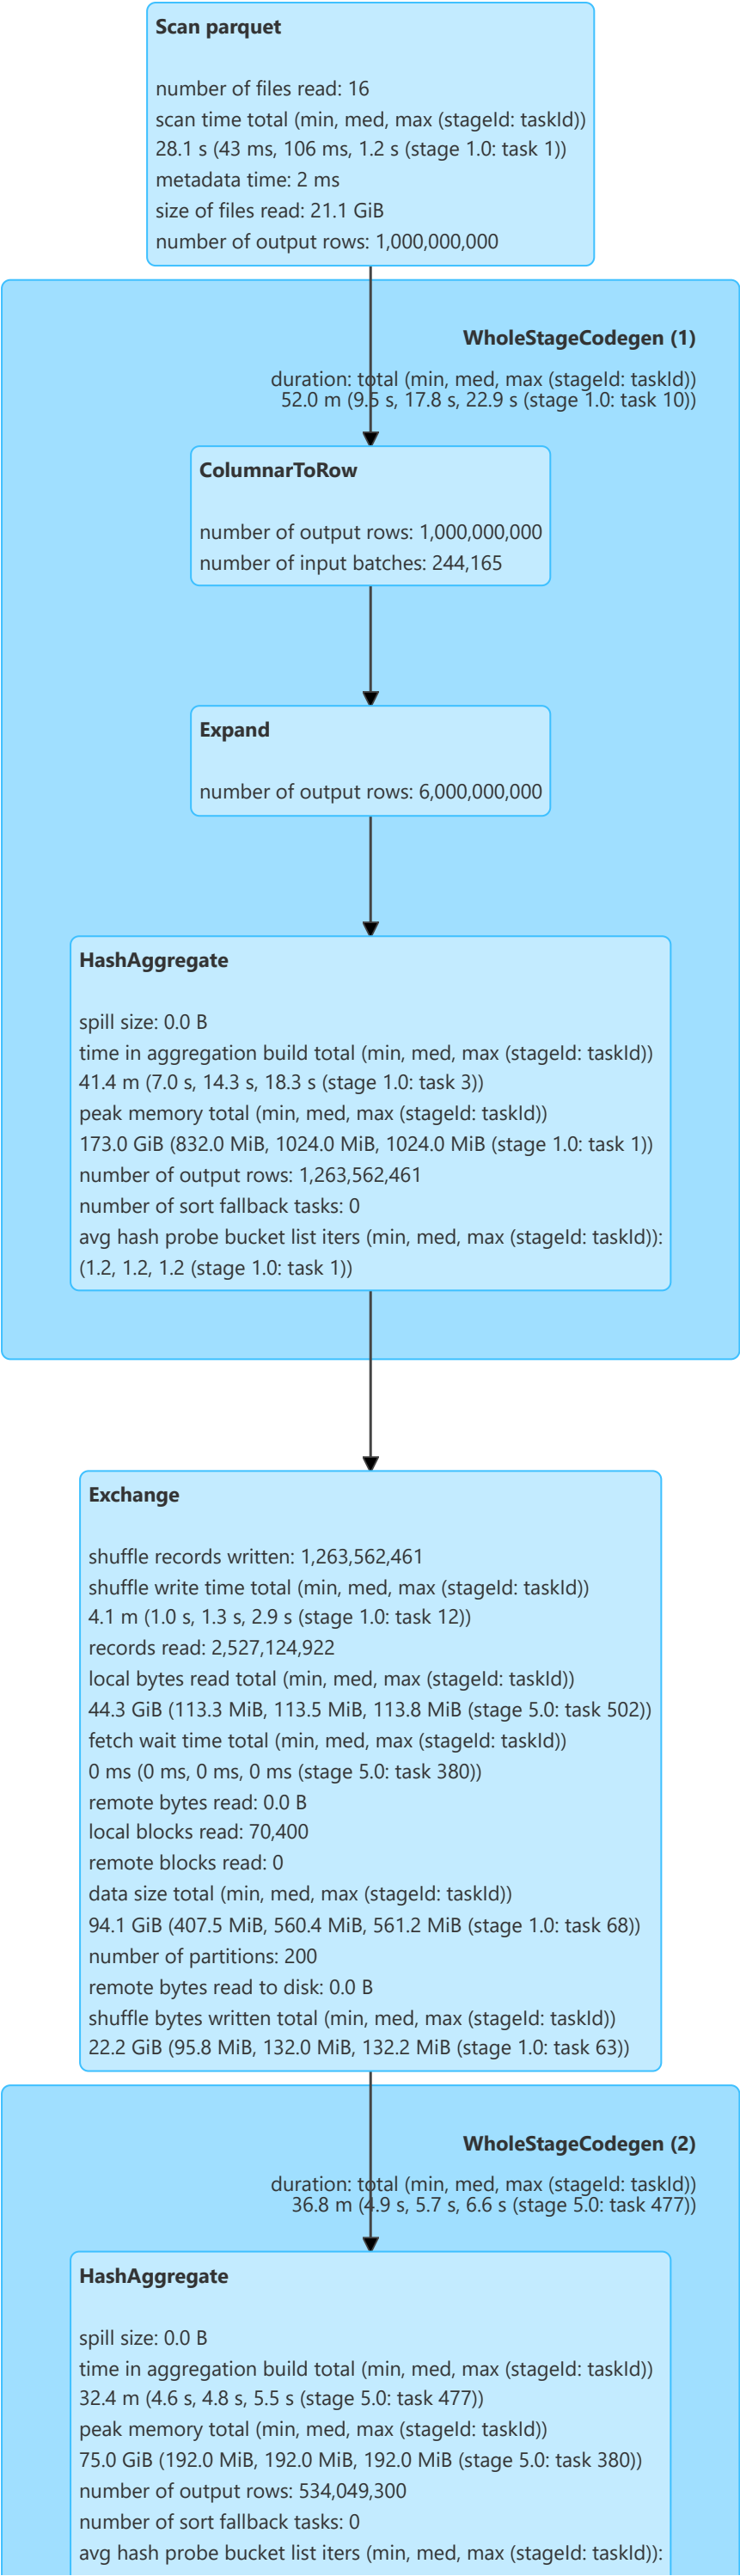 Scan parquet
number of files read: 16
scan time total (min, med, max (stageId: taskId))
28.1 s (43 ms, 106 ms, 1.2 s (stage 1.0: task 1))
metadata time: 2 ms
size of files read: 21.1 GiB
number of output rows: 1,000,000,000
WholeStageCodegen (1)
duration: total (min, med, max (stageId: taskId))
52.0 m (9.5 s, 17.8 s, 22.9 s (stage 1.0: task 10))
ColumnarToRow
number of output rows: 1,000,000,000
number of input batches: 244,165
Expand
number of output rows: 6,000,000,000
HashAggregate
spill size: 0.0 B
time in aggregation build total (min, med, max (stageId: taskId))
41.4 m (7.0 s, 14.3 s, 18.3 s (stage 1.0: task 3))
peak memory total (min, med, max (stageId: taskId))
173.0 GiB (832.0 MiB, 1024.0 MiB, 1024.0 MiB (stage 1.0: task 1))
number of output rows: 1,263,562,461
number of sort fallback tasks: 0
avg hash probe bucket list iters (min, med, max (stageId: taskId)):
(1.2, 1.2, 1.2 (stage 1.0: task 1))
Exchange
shuffle records written: 1,263,562,461
shuffle write time total (min, med, max (stageId: taskId))
4.1 m (1.0 s, 1.3 s, 2.9 s (stage 1.0: task 12))
records read: 2,527,124,922
local bytes read total (min, med, max (stageId: taskId))
44.3 GiB (113.3 MiB, 113.5 MiB, 113.8 MiB (stage 5.0: task 502))
fetch wait time total (min, med, max (stageId: taskId))
0 ms (0 ms, 0 ms, 0 ms (stage 5.0: task 380))
remote bytes read: 0.0 B
local blocks read: 70,400
remote blocks read: 0
data size total (min, med, max (stageId: taskId))
94.1 GiB (407.5 MiB, 560.4 MiB, 561.2 MiB (stage 1.0: task 68))
number of partitions: 200
remote bytes read to disk: 0.0 B
shuffle bytes written total (min, med, max (stageId: taskId))
22.2 GiB (95.8 MiB, 132.0 MiB, 132.2 MiB (stage 1.0: task 63))
WholeStageCodegen (2)
duration: total (min, med, max (stageId: taskId))
36.8 m (4.9 s, 5.7 s, 6.6 s (stage 5.0: task 477))
HashAggregate
spill size: 0.0 B
time in aggregation build total (min, med, max (stageId: taskId))
32.4 m (4.6 s, 4.8 s, 5.5 s (stage 5.0: task 477))
peak memory total (min, med, max (stageId: taskId))
75.0 GiB (192.0 MiB, 192.0 MiB, 192.0 MiB (stage 5.0: task 380))
number of output rows: 534,049,300
number of sort fallback tasks: 0
avg hash probe bucket list iters (min, med, max (stageId: taskId)):